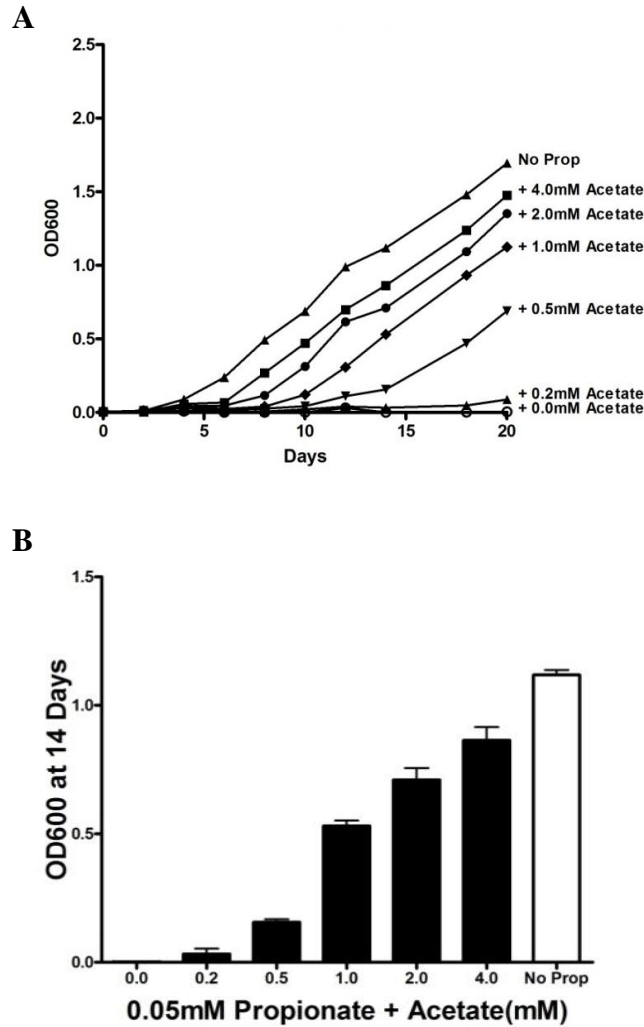 A
2.5
2.0
1.5
1.0
0.5
0.0
OD600
0 5 10 15 20
Days
No Prop
+ 4.0mM Acetate
+ 2.0mM Acetate
+ 1.0mM Acetate
+ 0.5mM Acetate
+ 0.2mM Acetate
+ 0.0mM Acetate
B
1.5
1.0
0.5
0.0
OD600 at 14 Days
0.0 0.2 0.5 1.0 2.0 4.0 No Prop
0.05mM Propionate + Acetate(mM)